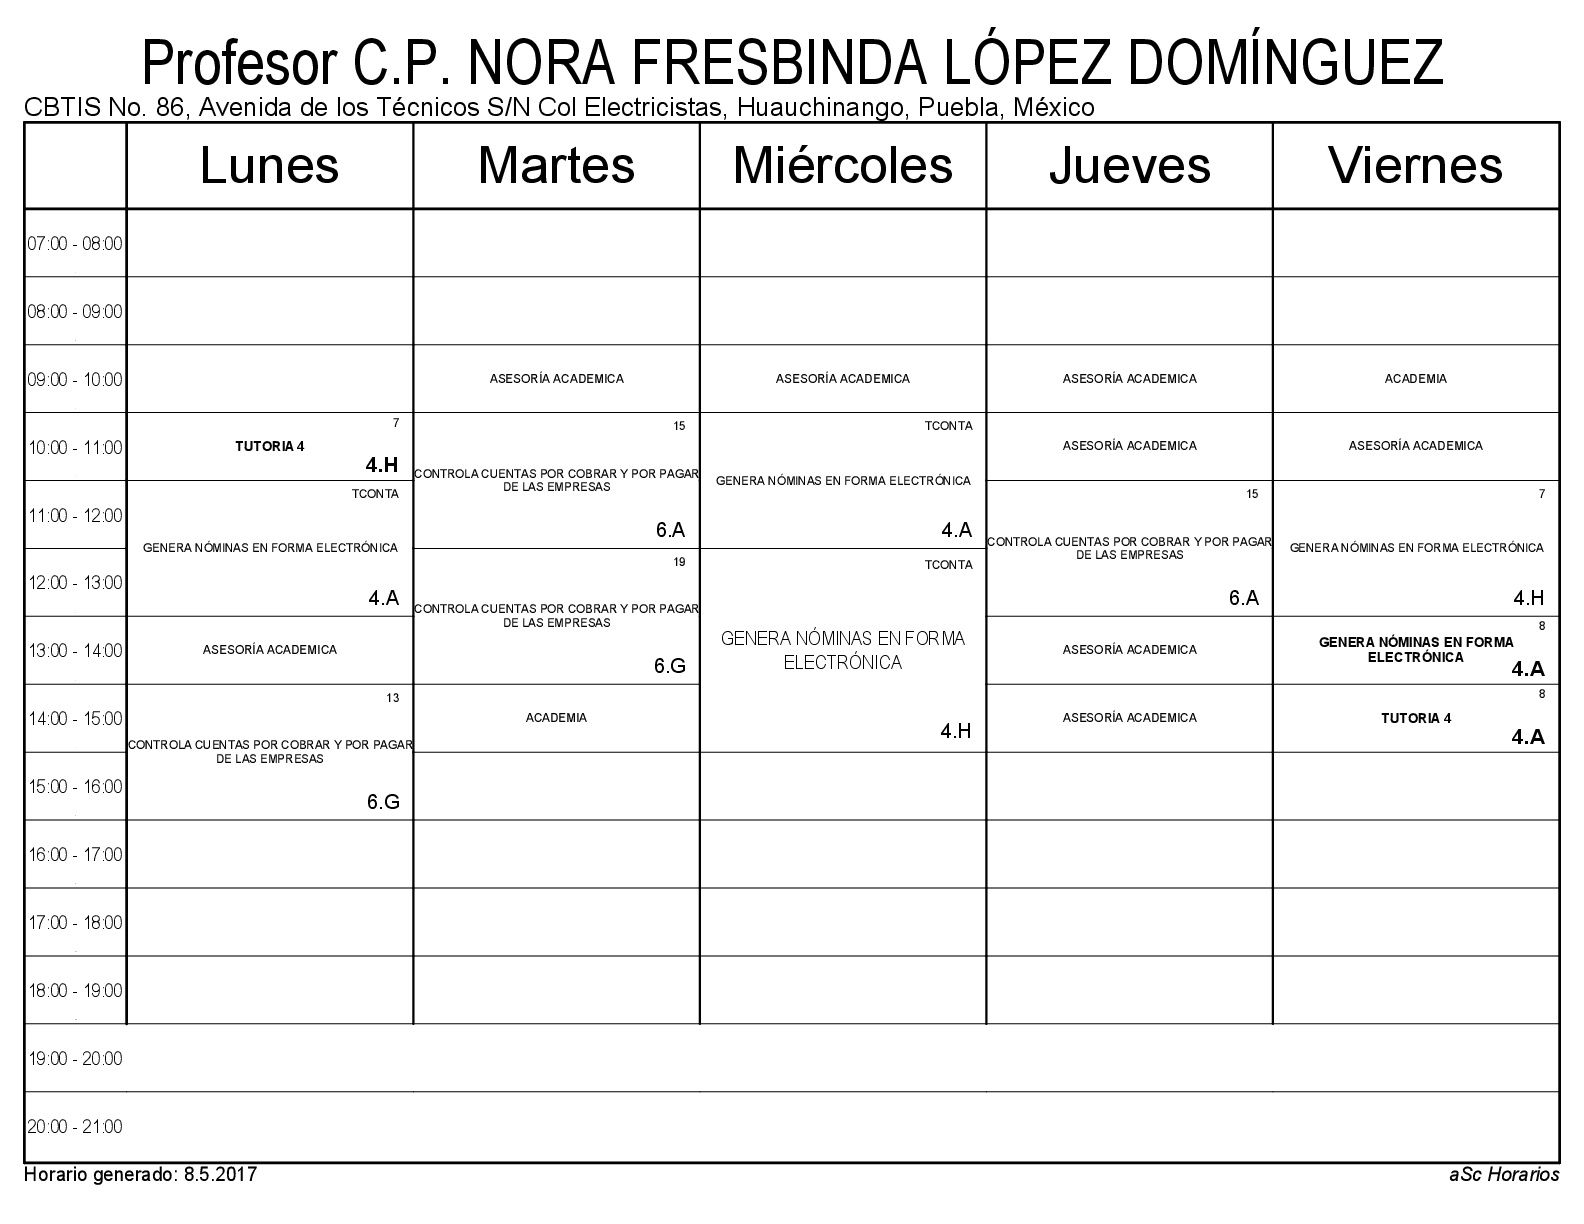 Profesor C.P. NORA FRESBINDA LÓPEZ DOMÍNGUEZ
CBTIS No. 86, Avenida de los Técnicos S/N Col Electricistas, Huauchinango, Puebla, México
Lunes Martes Miércoles Jueves Viernes
07:00 - 08:00
08:00 - 09:00
09:00 - 10:00 ASESORÍA ACADEMICA ASESORÍA ACADEMICA ASESORÍA ACADEMICA ACADEMIA
10:00 - 11:00
7
TUTORIA 4
4.H
15
CONTROLA CUENTAS POR COBRAR Y POR PAGAR
DE LAS EMPRESAS
6.A
TCONTA
GENERA NÓMINAS EN FORMA ELECTRÓNICA
4.A
ASESORÍA ACADEMICA
ASESORÍA ACADEMICA
11:00 - 12:00
TCONTA
GENERA NÓMINAS EN FORMA ELECTRÓNICA
4.A
15
CONTROLA CUENTAS POR COBRAR Y POR PAGAR
DE LAS EMPRESAS
6.A
7
GENERA NÓMINAS EN FORMA ELECTRÓNICA
4.H
12:00 - 13:00
19
CONTROLA CUENTAS POR COBRAR Y POR PAGAR
DE LAS EMPRESAS
6.G
TCONTA
GENERA NÓMINAS EN FORMA
ELECTRÓNICA
4.H
13:00 - 14:00
ASESORÍA ACADEMICA
ASESORÍA ACADEMICA
8
GENERA NÓMINAS EN FORMA
ELECTRÓNICA
4.A
14:00 - 15:00
13
CONTROLA CUENTAS POR COBRAR Y POR PAGAR
DE LAS EMPRESAS
6.G
ACADEMIA
ASESORÍA ACADEMICA
8
TUTORIA 4
4.A
15:00 - 16:00
16:00 - 17:00
17:00 - 18:00
18:00 - 19:00
19:00 - 20:00
20:00 - 21:00
Horario generado: 8.5.2017 aSc Horarios